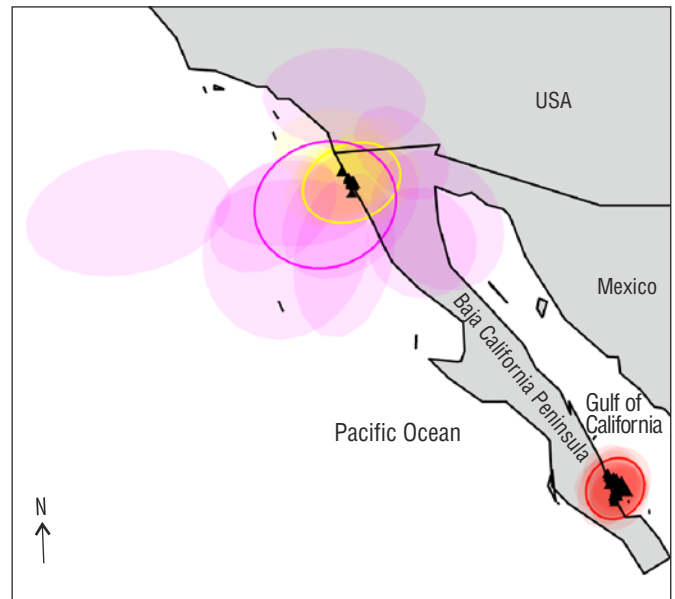 USA
Mexico
Baja California Peninsula
Gulf of
California
Pacific Ocean
N